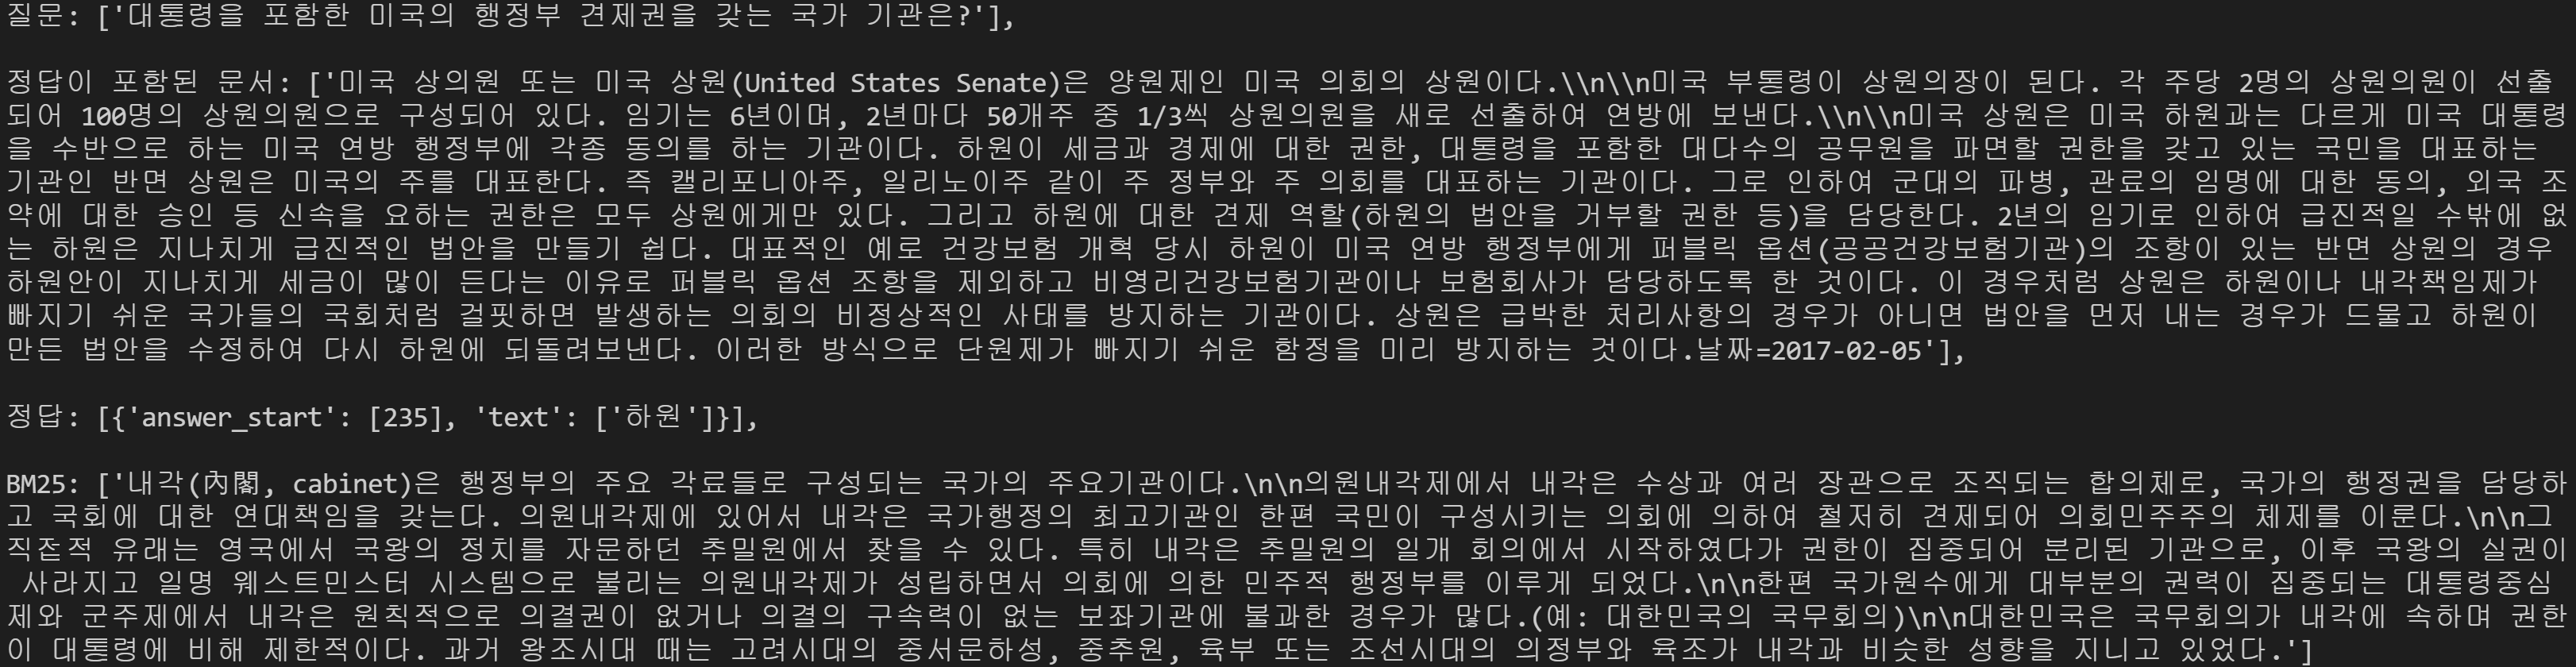 질문: ['대통령을 포함한 미국의 행정부 견제권을 갖는 국가 기관은?'],
정답이 포함된 문서: ['미국 상의원 또는 미국 상원(United States Senate)은 양원제인 미국 의회의 상원이다.\\n\\n미국 부통령이 상원의장이 된다. 각 주당 2명의 상원의원이 선출
되어 100명의 상원의원으로 구성되어 있다. 임기는 6년이며, 2년마다 50개주 중 1/3씩 상원의원을 새로 선출하여 연방에 보낸다.\\n\\n미국 상원은 미국 하원과는 다르게 미국 대통령
을 수반으로 하는 미국 연방 행정부에 각종 동의를 하는 기관이다. 하원이 세금과 경제에 대한 권한, 대통령을 포함한 대다수의 공무원을 파면할 권한을 갖고 있는 국민을 대표하는
기관인 반면 상원은 미국의 주를 대표한다. 즉 캘리포니아주, 일리노이주 같이 주 정부와 주 의회를 대표하는 기관이다. 그로 인하여 군대의 파병, 관료의 임명에 대한 동의, 외국 조
약에 대한 승인 등 신속을 요하는 권한은 모두 상원에게만 있다. 그리고 하원에 대한 견제 역할(하원의 법안을 거부할 권한 등)을 담당한다. 2년의 임기로 인하여 급진적일 수밖에 없
는 하원은 지나치게 급진적인 법안을 만들기 쉽다. 대표적인 예로 건강보험 개혁 당시 하원이 미국 연방 행정부에게 퍼블릭 옵션(공공건강보험기관)의 조항이 있는 반면 상원의 경우
하원안이 지나치게 세금이 많이 든다는 이유로 퍼블릭 옵션 조항을 제외하고 비영리건강보험기관이나 보험회사가 담당하도록 한 것이다. 이 경우처럼 상원은 하원이나 내각책임제가
빠지기 쉬운 국가들의 국회처럼 걸핏하면 발생하는 의회의 비정상적인 사태를 방지하는 기관이다. 상원은 급박한 처리사항의 경우가 아니면 법안을 먼저 내는 경우가 드물고 하원이
만든 법안을 수정하여 다시 하원에 되돌려보낸다. 이러한 방식으로 단원제가 빠지기 쉬운 함정을 미리 방지하는 것이다.날짜=2017-02-05'],
정답: [{'answer_start': [235], 'text': ['하원']}],
BM25: ['내각(內閣, cabinet)은 행정부의 주요 각료들로 구성되는 국가의 주요기관이다.\n\n의원내각제에서 내각은 수상과 여러 장관으로 조직되는 합의체로, 국가의 행정권을 담당하
고 국회에 대한 연대책임을 갖는다. 의원내각제에 있어서 내각은 국가행정의 최고기관인 한편 국민이 구성시키는 의회에 의하여 철저히 견제되어 의회민주주의 체제를 이룬다.\n\n그
직젙적 유래는 영국에서 국왕의 정치를 자문하던 추밀원에서 찾을 수 있다. 특히 내각은 추밀원의 일개 회의에서 시작하였다가 권한이 집중되어 분리된 기관으로, 이후 국왕의 실권이
사라지고 일명 웨스트민스터 시스템으로 불리는 의원내각제가 성립하면서 의회에 의한 민주적 행정부를 이루게 되었다.\n\n한편 국가원수에게 대부분의 권력이 집중되는 대통령중심
제와 군주제에서 내각은 원칙적으로 의결권이 없거나 의결의 구속력이 없는 보좌기관에 불과한 경우가 많다.(예: 대한민국의 국무회의)\n\n대한민국은 국무회의가 내각에 속하며 권한
이 대통령에 비해 제한적이다. 과거 왕조시대 때는 고려시대의 중서문하성, 중추원, 육부 또는 조선시대의 의정부와 육조가 내각과 비슷한 성향을 지니고 있었다.']